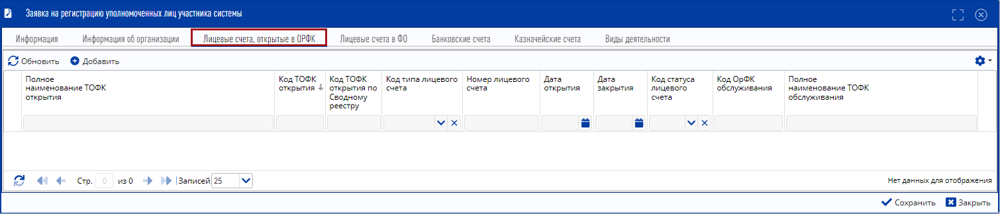 Заявка на регистрацию уполномоченных лиц участника системы
Информация Информация об организации Лицевые счета, открытые в ОРФК Лицевые счета в ФО Банковские счета Казначейские счета Виды деятельности
Обновить Добавить
Полное
наименование ТОФК
открытия
Код ТОФК
открытия
Код ТОФК
открытия по
Сводному
реестру
Код типа лицевого
счета
Номер лицевого
счета
Дата
открытия
Дата
закрытия
Код статуса
лицевого
счета
Код ОрФК
обслуживания
Полное
наименование ТОФК
обслуживания
Стр. 0 из 0 Записей: 25 Нет данных для отображения
Сохранить Закрыть